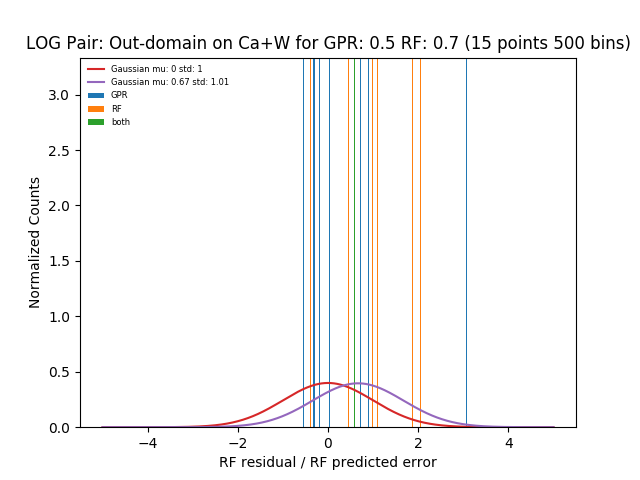 LOG Pair: Out-domain on Ca+W for GPR: 0.5 RF: 0.7 (15 points 500 bins)
Gaussian mu: 0 std: 1
Gaussian mu: 0.67 std: 1.01
GPR
RF
both
Normalized Counts
3.0
2.5
2.0
1.5
1.0
0.5
0.0
−4 −2 0 2 4
RF residual / RF predicted error